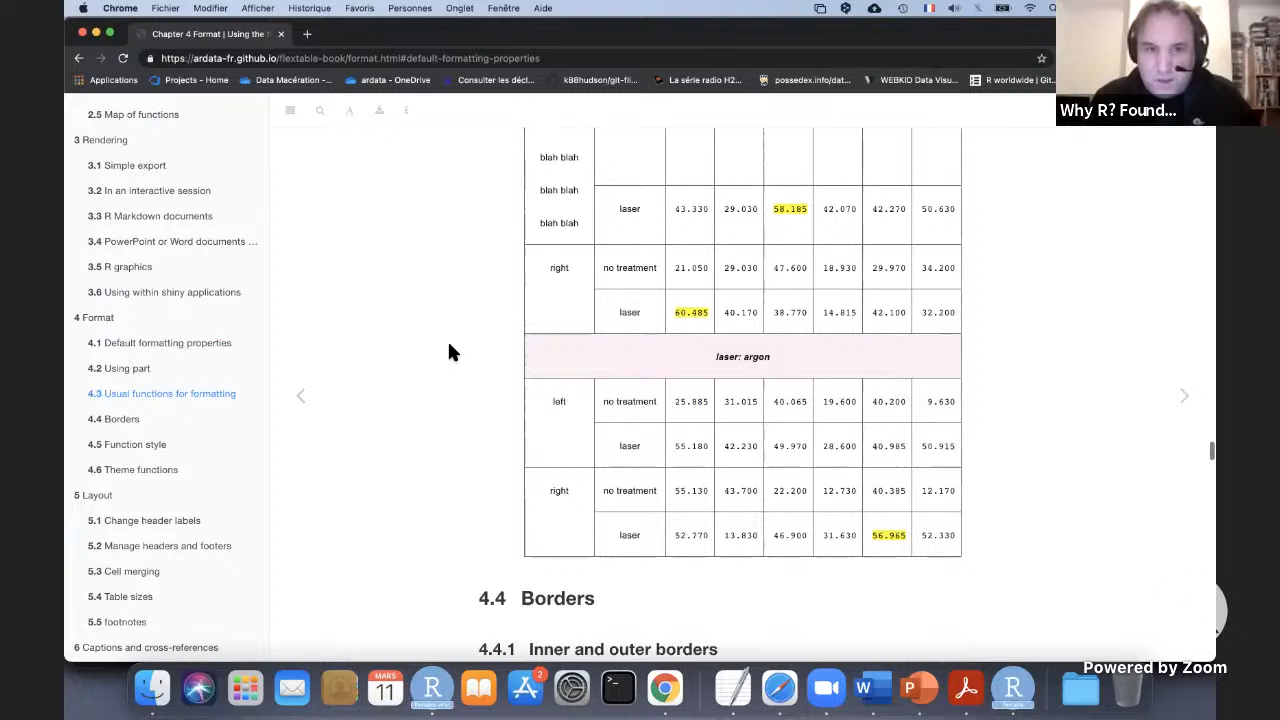 Chrome Fichier Modifier Afficher Historique Favoris Personnes Onglet Fenêtre Aide
Chapter 4 Format | Using the f
https://ardata-fr.github.io/flextable-book/format.html#default-formatting-properties
Applications Projects - Home Data Macération... ardata - OneDrive Consulter les décl... kB8hudson/git-fli... La série radio H2... possedex.info/dat... WEBKID Data Visu... R worldwide | Git...
Why R? Found...
2.5 Map of functions
3 Rendering
3.1 Simple export
3.2 In an interactive session
3.3 R Markdown documents
3.4 PowerPoint or Word documents ...
3.5 R graphics
3.6 Using within shiny applications
4 Format
4.1 Default formatting properties
4.2 Using part
4.3 Usual functions for formatting
4.4 Borders
4.5 Function style
4.6 Theme functions
5 Layout
5.1 Change header labels
5.2 Manage headers and footers
5.3 Cell merging
5.4 Table sizes
5.5 footnotes
6 Captions and cross-references
blah blah
blah blah
blah blah
laser 43.330 29.030 58.185 42.070 42.270 50.630
right no treatment 21.050 29.030 47.600 18.930 29.970 34.200
laser 60.485 40.170 38.770 14.815 42.100 32.200
laser: argon
left no treatment 25.885 31.015 40.065 19.600 40.200 9.630
laser 55.180 42.230 49.970 28.600 40.985 50.915
right no treatment 55.130 43.700 22.200 12.730 40.385 12.170
laser 52.770 13.830 46.900 31.630 56.965 52.330
4.4 Borders
4.4.1 Inner and outer borders
MARS
11
2
Powered by Zoom